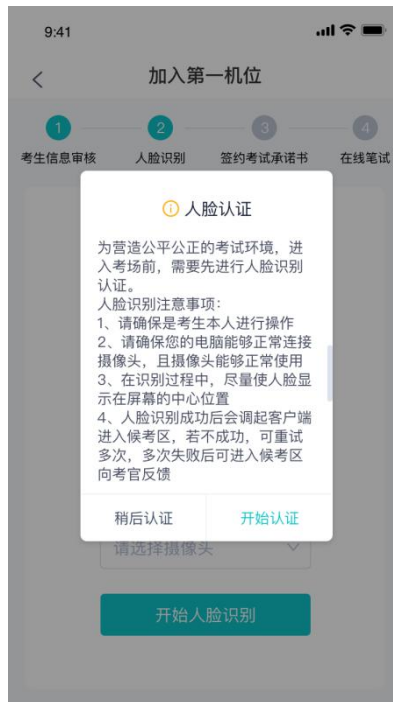 9:41
加入第一机位
1
2
3
4
考生信息审核
人脸识别
签约考试承诺书
在线笔试
人脸认证
为营造公平公正的考试环境，进
入考场前，需要先进行人脸识别
认证。
人脸识别注意事项：
1、请确保是考生本人进行操作
2、请确保您的电脑能够正常连接
摄像头，且摄像头能够正常使用
3、在识别过程中，尽量使人脸显
示在屏幕的中心位置
4、人脸识别成功后会调起客户端
进入候考区，若不成功，可重试
多次，多次失败后可进入候考区
向考官反馈
稍后认证
开始认证
请选择摄像头
开始人脸识别